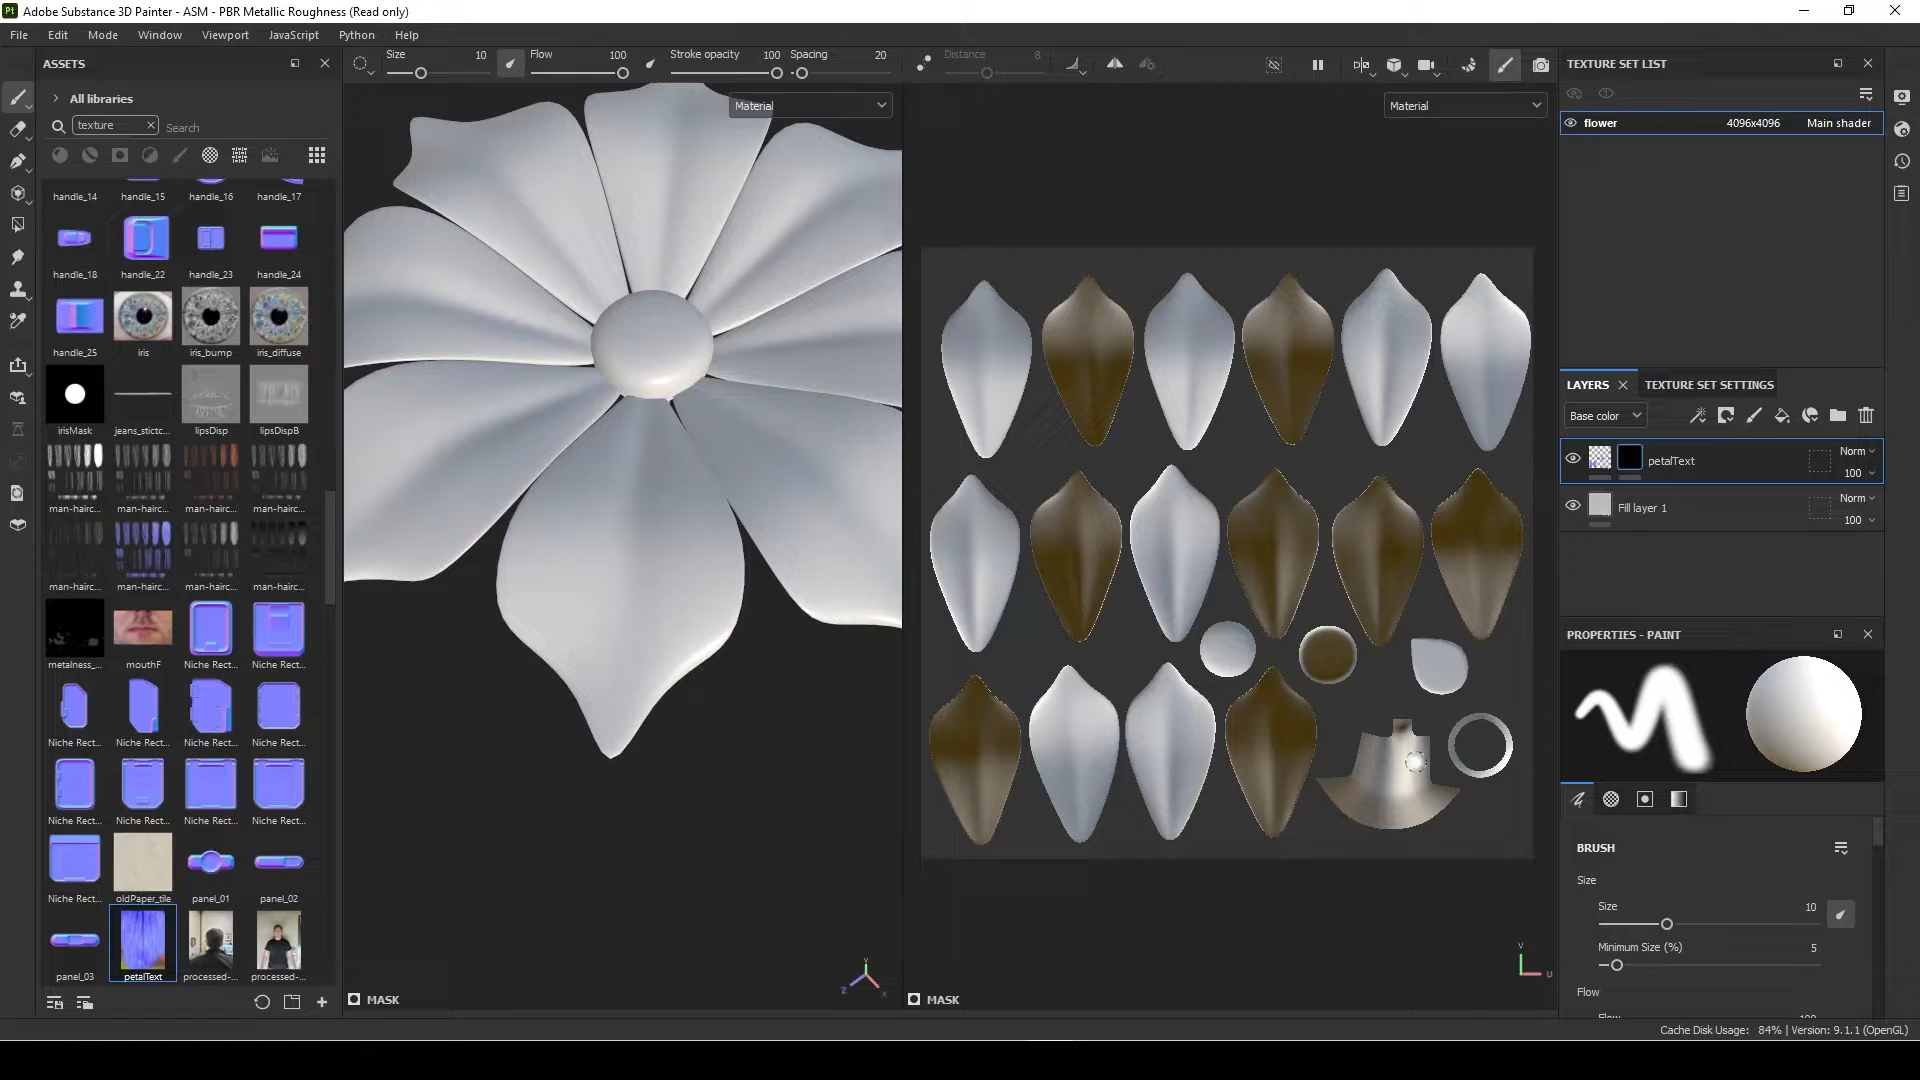 Pt Adobe Substance 3D Painter - ASM - PBR Metallic Roughness (Read only)
File Edit Mode Window Viewport JavaScript Python Help
ASSETS
Size 10 Flow 100 Stroke opacity 100 Spacing 20 Distance 8
TEXTURE SET LIST
All libraries
Material
Material
texture Search
flower 4096x4096 Main shader
handle_14 handle_15 handle_16 handle_17
handle_18 handle_22 handle_23 handle_24
handle_25 iris iris_bump iris_diffuse
irisMask jeans_stictc... lipsDisp lipsDispB
man-hairc... man-hairc... man-hairc... man-hairc...
man-hairc... man-hairc... man-hairc... man-hairc...
metalness_... mouthF Niche Rect... Niche Rect...
Niche Rect... Niche Rect... Niche Rect... Niche Rect...
Niche Rect... Niche Rect... Niche Rect... Niche Rect...
Niche Rect... oldPaper_tile panel_01 panel_02
panel_03 petalText processed-... processed-...
LAYERS TEXTURE SET SETTINGS
Base color
petalText Norm 100
Fill layer 1 Norm 100
PROPERTIES - PAINT
BRUSH
Size
Size 10
Minimum Size (%) 5
Flow
Y Z X
MASK
V U
MASK
Cache Disk Usage: 84% | Version: 9.1.1 (OpenGL)